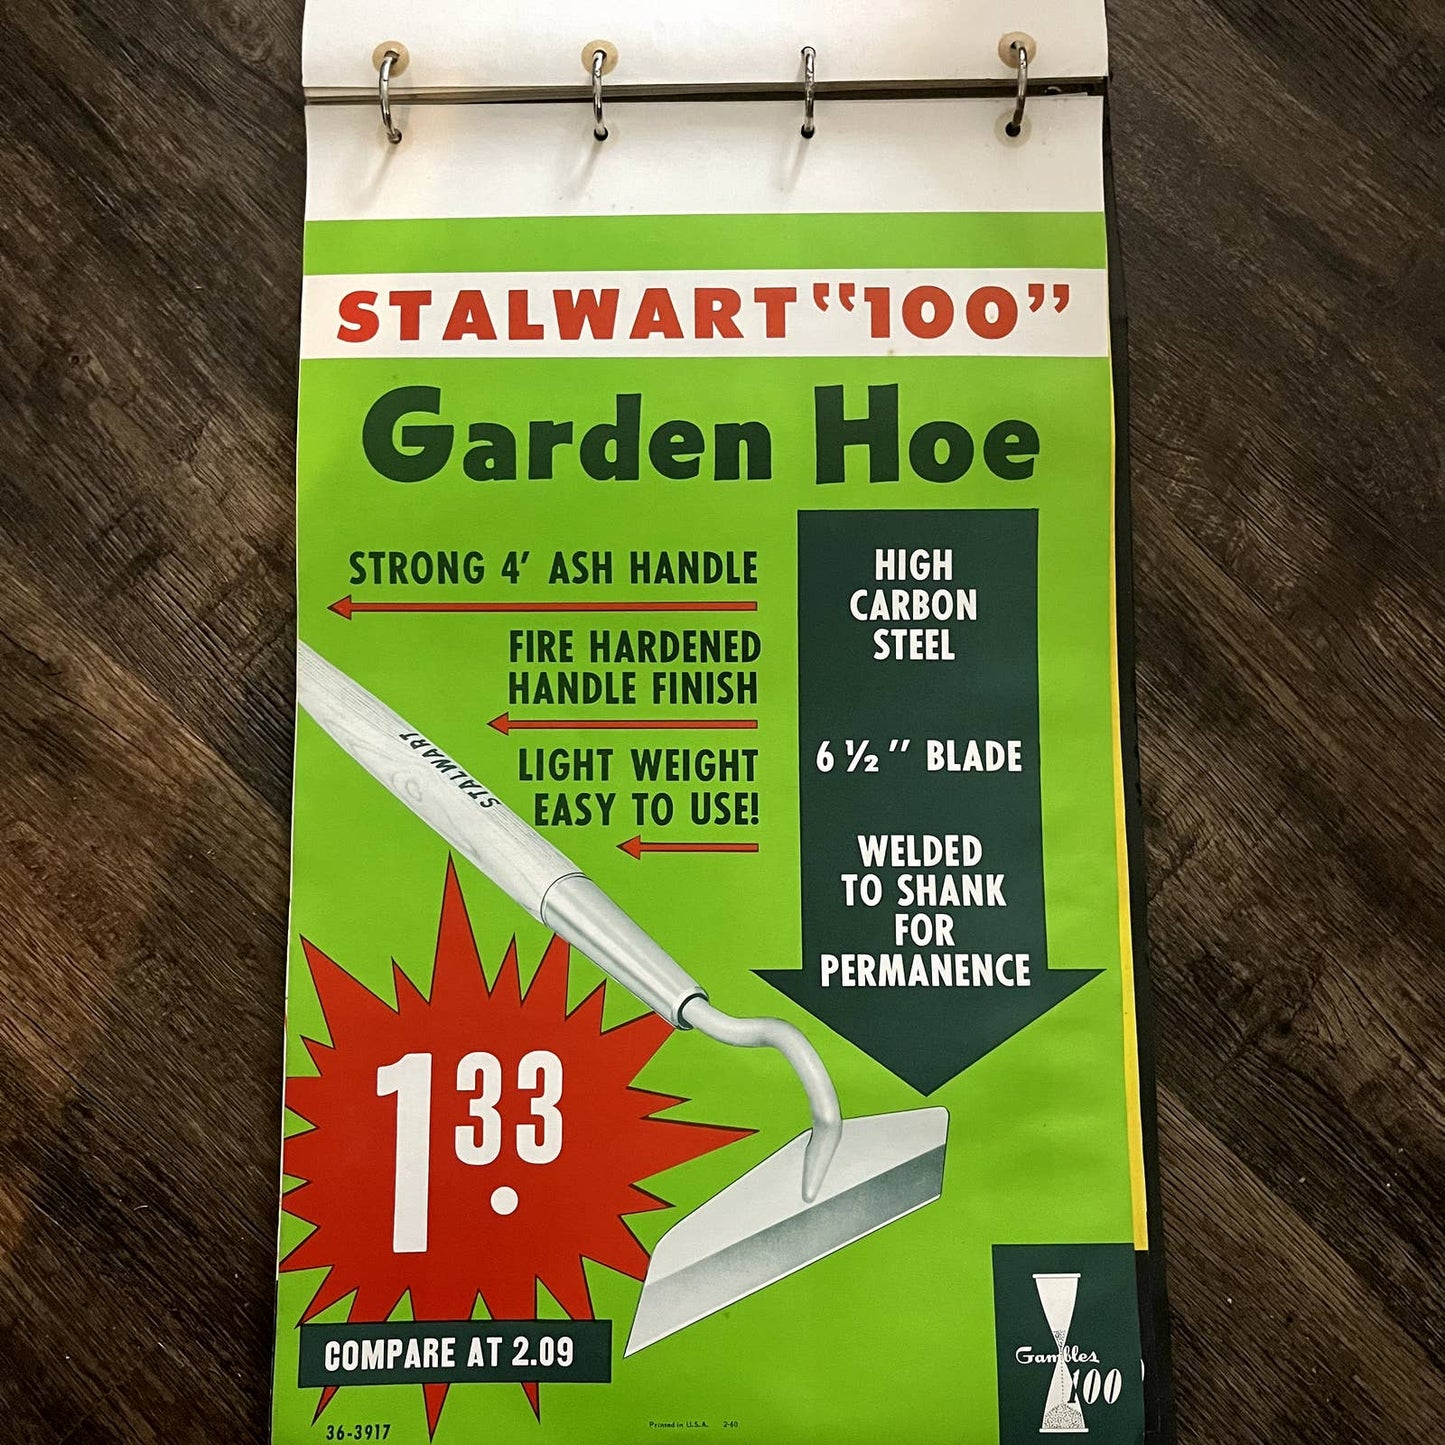 STALWART “100”
Garden Hoe
STRONG 4' ASH HANDLE
FIRE HARDENED
HANDLE FINISH
LIGHT WEIGHT
EASY TO USE!
HIGH
CARBON
STEEL
6 ½" BLADE
WELDED
TO SHANK
FOR
PERMANENCE
STALWART
1.33
COMPARE AT 2.09
Gambles
100
36-3917
Printed in U.S.A. 2-60